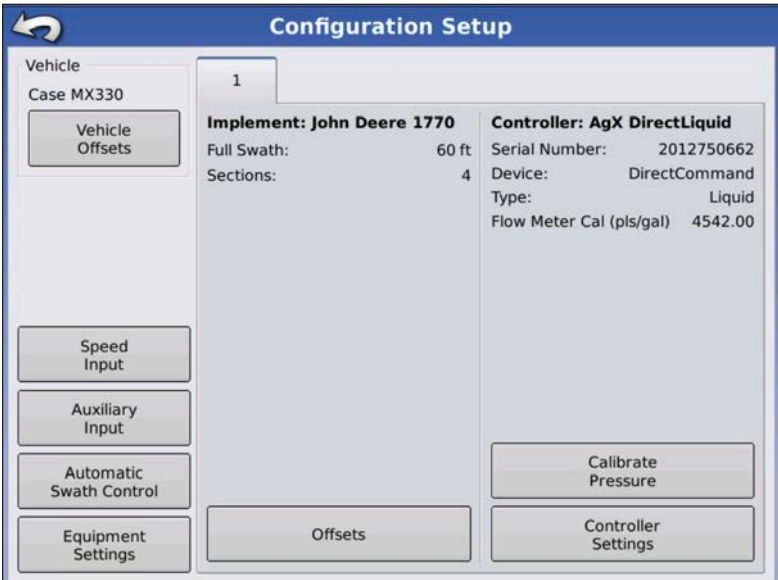 Configuration Setup
Vehicle
Case MX330
Vehicle
Offsets
Speed
Input
Auxiliary
Input
Automatic
Swath Control
Equipment
Settings
1
Implement: John Deere 1770
Full Swath: 60 ft
Sections: 4
Offsets
Controller: AgX DirectLiquid
Serial Number: 2012750662
Device: DirectCommand
Type: Liquid
Flow Meter Cal (pls/gal) 4542.00
Calibrate
Pressure
Controller
Settings